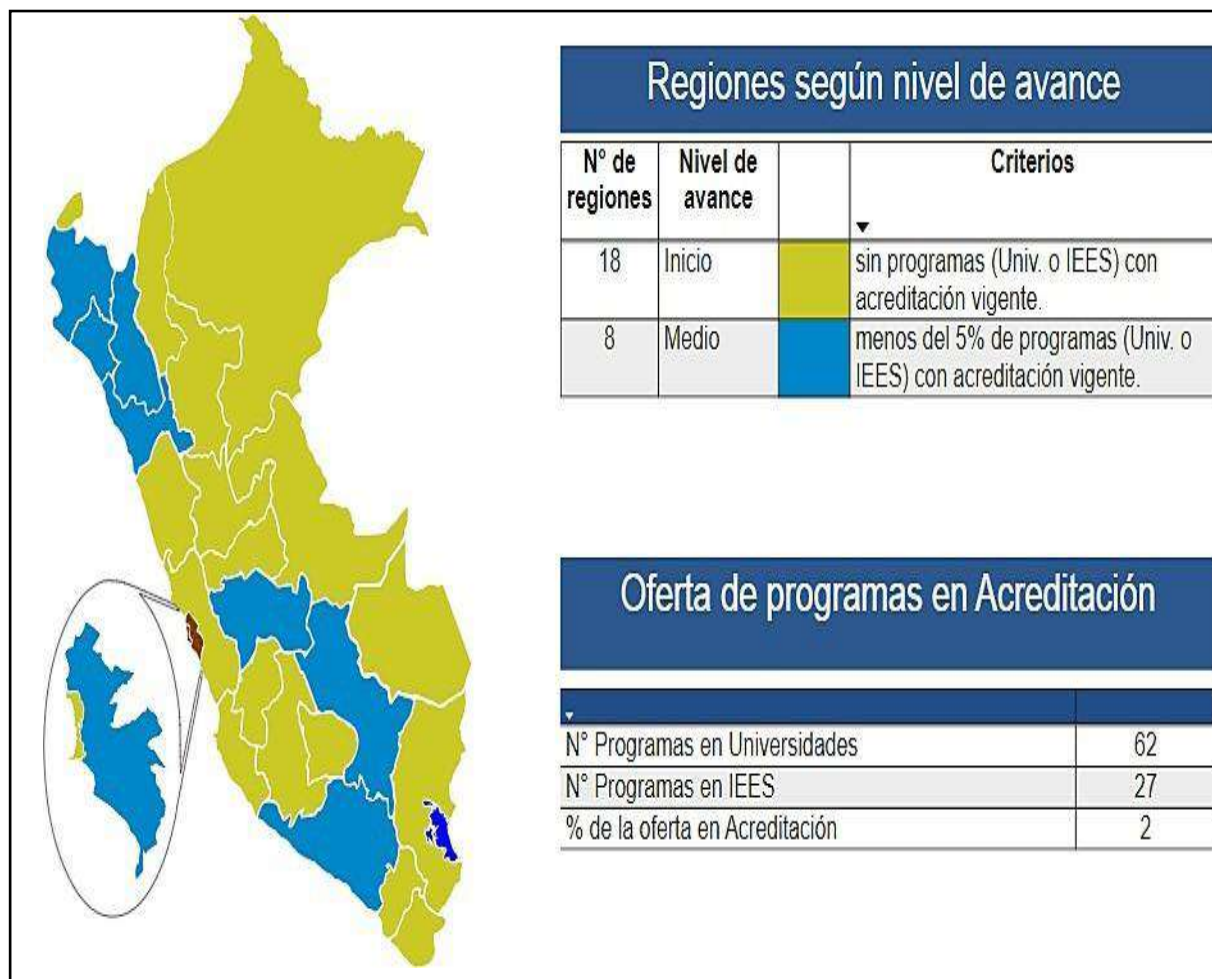 Regiones según nivel de avance
N° de regiones
Nivel de avance
Criterios
18
Inicio
sin programas (Univ. o IEES) con
acreditación vigente.
8
Medio
menos del 5% de programas (Univ. o
IEES) con acreditación vigente.
Oferta de programas en Acreditación
N° Programas en Universidades 62
N° Programas en IEES 27
% de la oferta en Acreditación 2